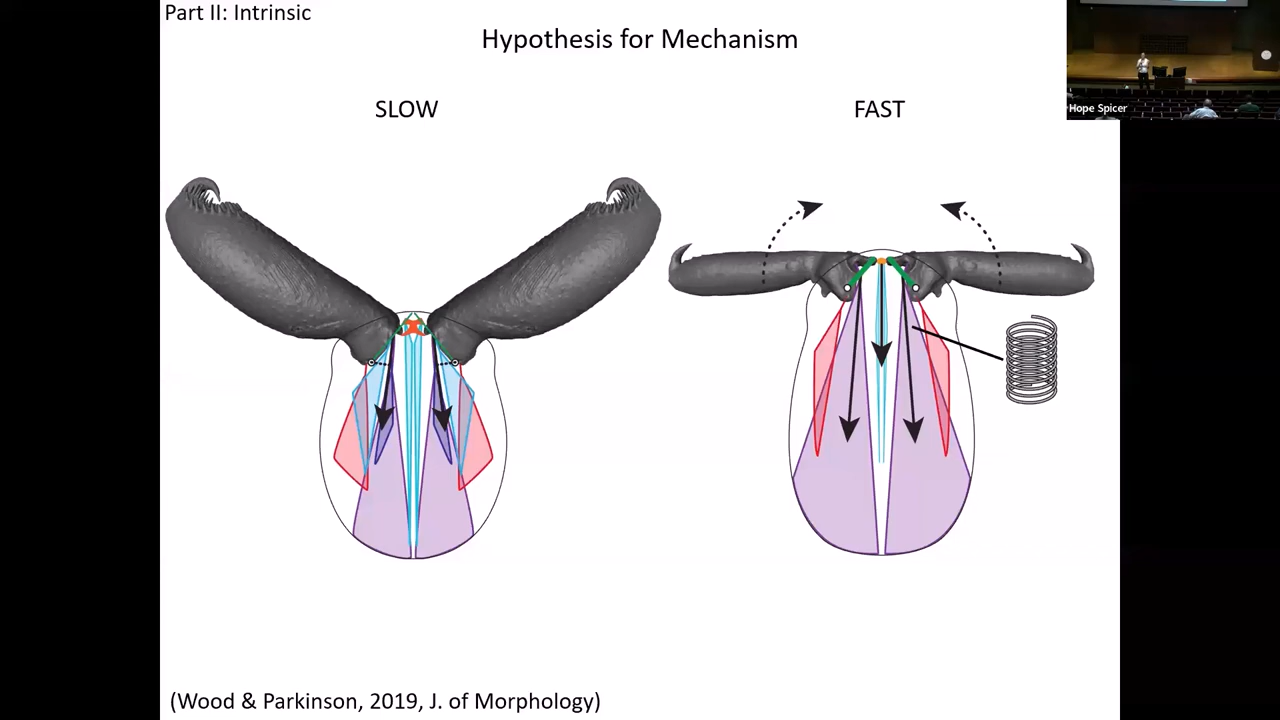 Part II: Intrinsic
Hypothesis for Mechanism
SLOW
FAST
Hope Spicer
(Wood & Parkinson, 2019, J. of Morphology)